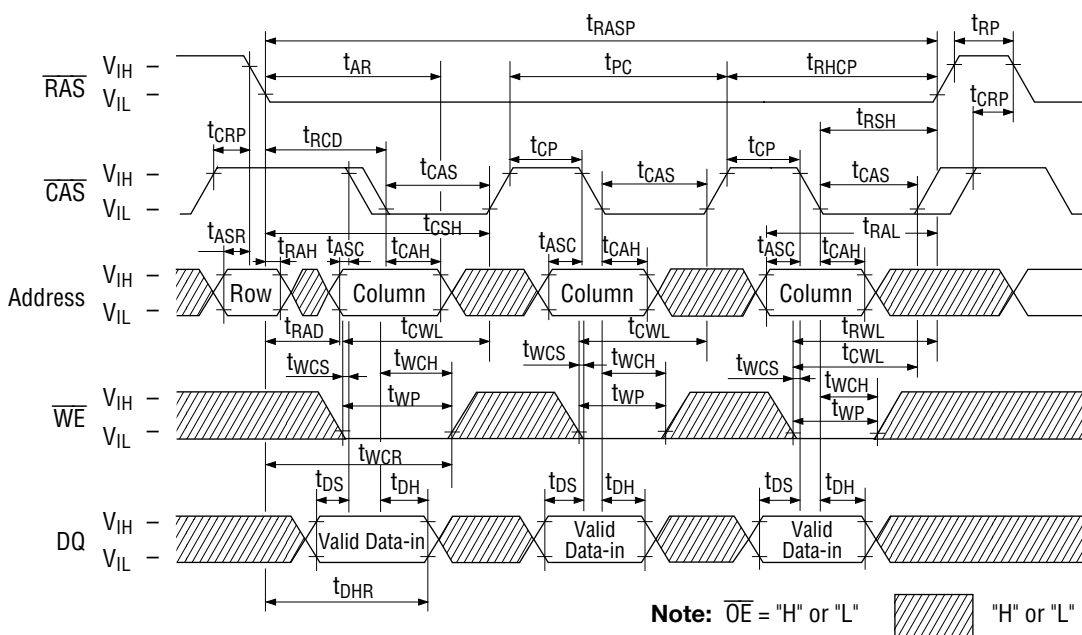 tRASP
tRP
tAR
tPC
tRHCP
RAS
VIH
VIL
tCRP
tCRP
tRCD
tRSH
tCP
tCP
tCAS
tCAS
tCAS
CAS
VIH
VIL
tCSH
tRAL
tASR
tRAH
tASC
tCAH
tASC
tCAH
tASC
tCAH
Address
VIH
VIL
Row
Column
Column
Column
tRAD
tCWL
tCWL
tRWL
tWCS
tWCH
tWCS
tWCH
tWCS
tCWL
tWCH
WE
VIH
VIL
tWP
tWP
tWP
tWCR
tDS
tDH
tDS
tDH
tDS
tDH
DQ
VIH
VIL
Valid Data-in
Valid
Data-in
Valid
Data-in
tDHR
Note: OE = "H" or "L"
"H" or "L"